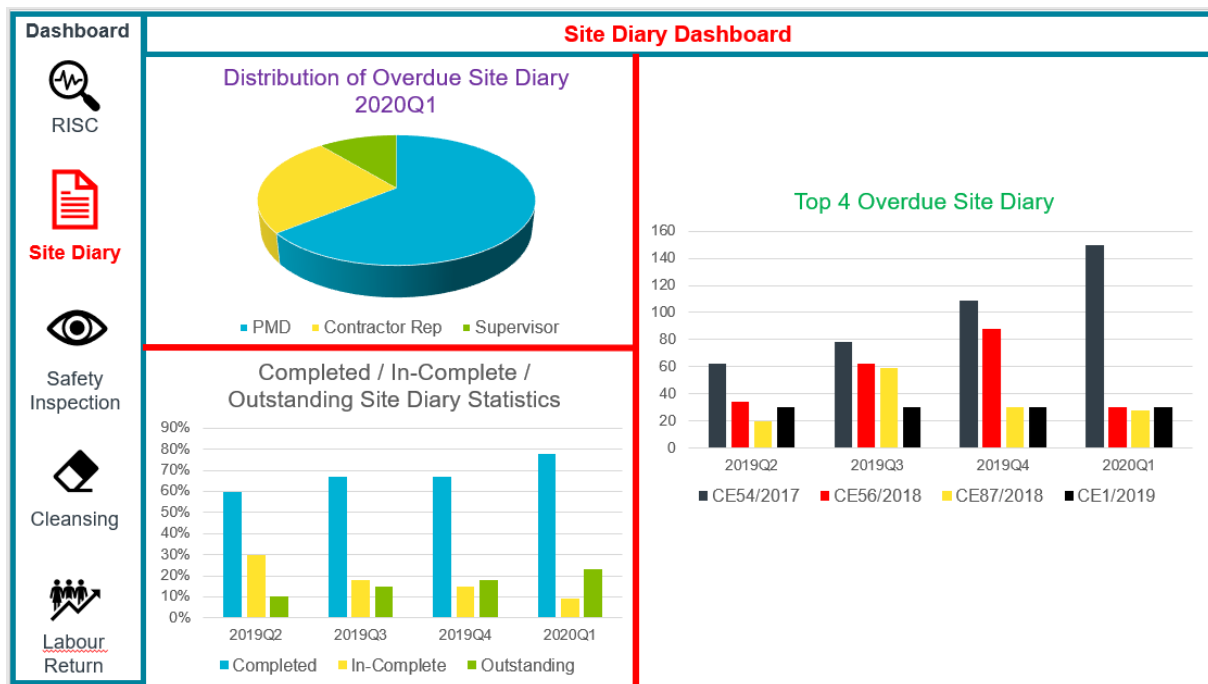 Dashboard
RISC
Site Diary
Safety
Inspection
Cleansing
Labour
Return
Site Diary Dashboard
Distribution of Overdue Site Diary
2020Q1
PMD Contractor Rep Supervisor
Completed / In-Complete /
Outstanding Site Diary Statistics
90%
80%
70%
60%
50%
40%
30%
20%
10%
0%
2019Q2 2019Q3 2019Q4 2020Q1
Completed In-Complete Outstanding
Top 4 Overdue Site Diary
160
140
120
100
80
60
40
20
0
2019Q2 2019Q3 2019Q4 2020Q1
CE54/2017 CE56/2018 CE87/2018 CE1/2019